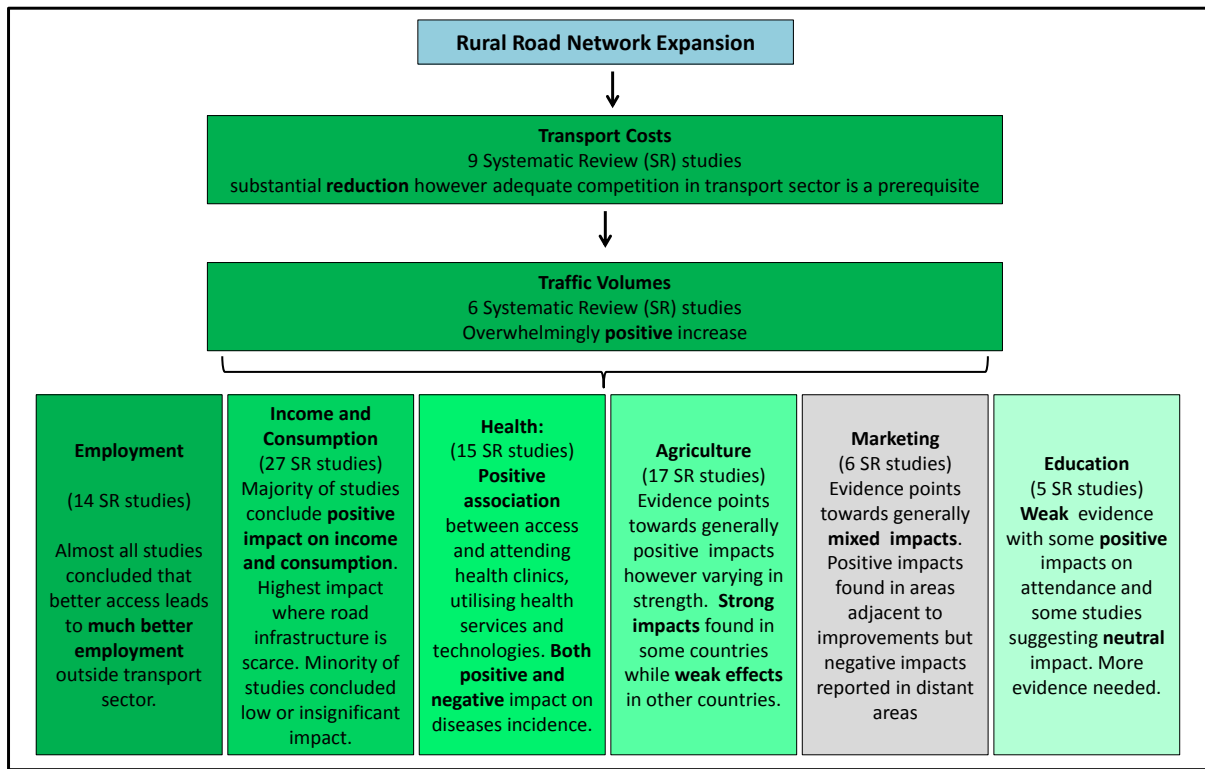 Rural Road Network Expansion
Transport Costs
9 Systematic Review (SR) studies
substantial reduction however adequate competition in transport sector is a prerequisite
Traffic Volumes
6 Systematic Review (SR) studies
Overwhelmingly positive increase
Employment
(14 SR studies)
Almost all studies
concluded that
better access leads
to much better
employment
outside transport
sector.
Income and
Consumption
(27 SR studies)
Majority of studies
conclude positive
impact on income
and consumption.
Highest impact
where road
infrastructure is
scarce. Minority of
studies concluded
low or insignificant
impact.
Health:
(15 SR studies)
Positive
association
between access
and attending
health clinics,
utilising health
services and
technologies. Both
positive and
negative impact on
diseases incidence.
Agriculture
(17 SR studies)
Evidence points
towards generally
positive impacts
however varying in
strength. Strong
impacts found in
some countries
while weak effects
in other countries.
Marketing
(6 SR studies)
Evidence points
towards generally
mixed impacts.
Positive impacts
found in areas
adjacent to
improvements but
negative impacts
reported in distant
areas
Education
(5 SR studies)
Weak evidence
with some positive
impacts on
attendance and
some studies
suggesting neutral
impact. More
evidence needed.